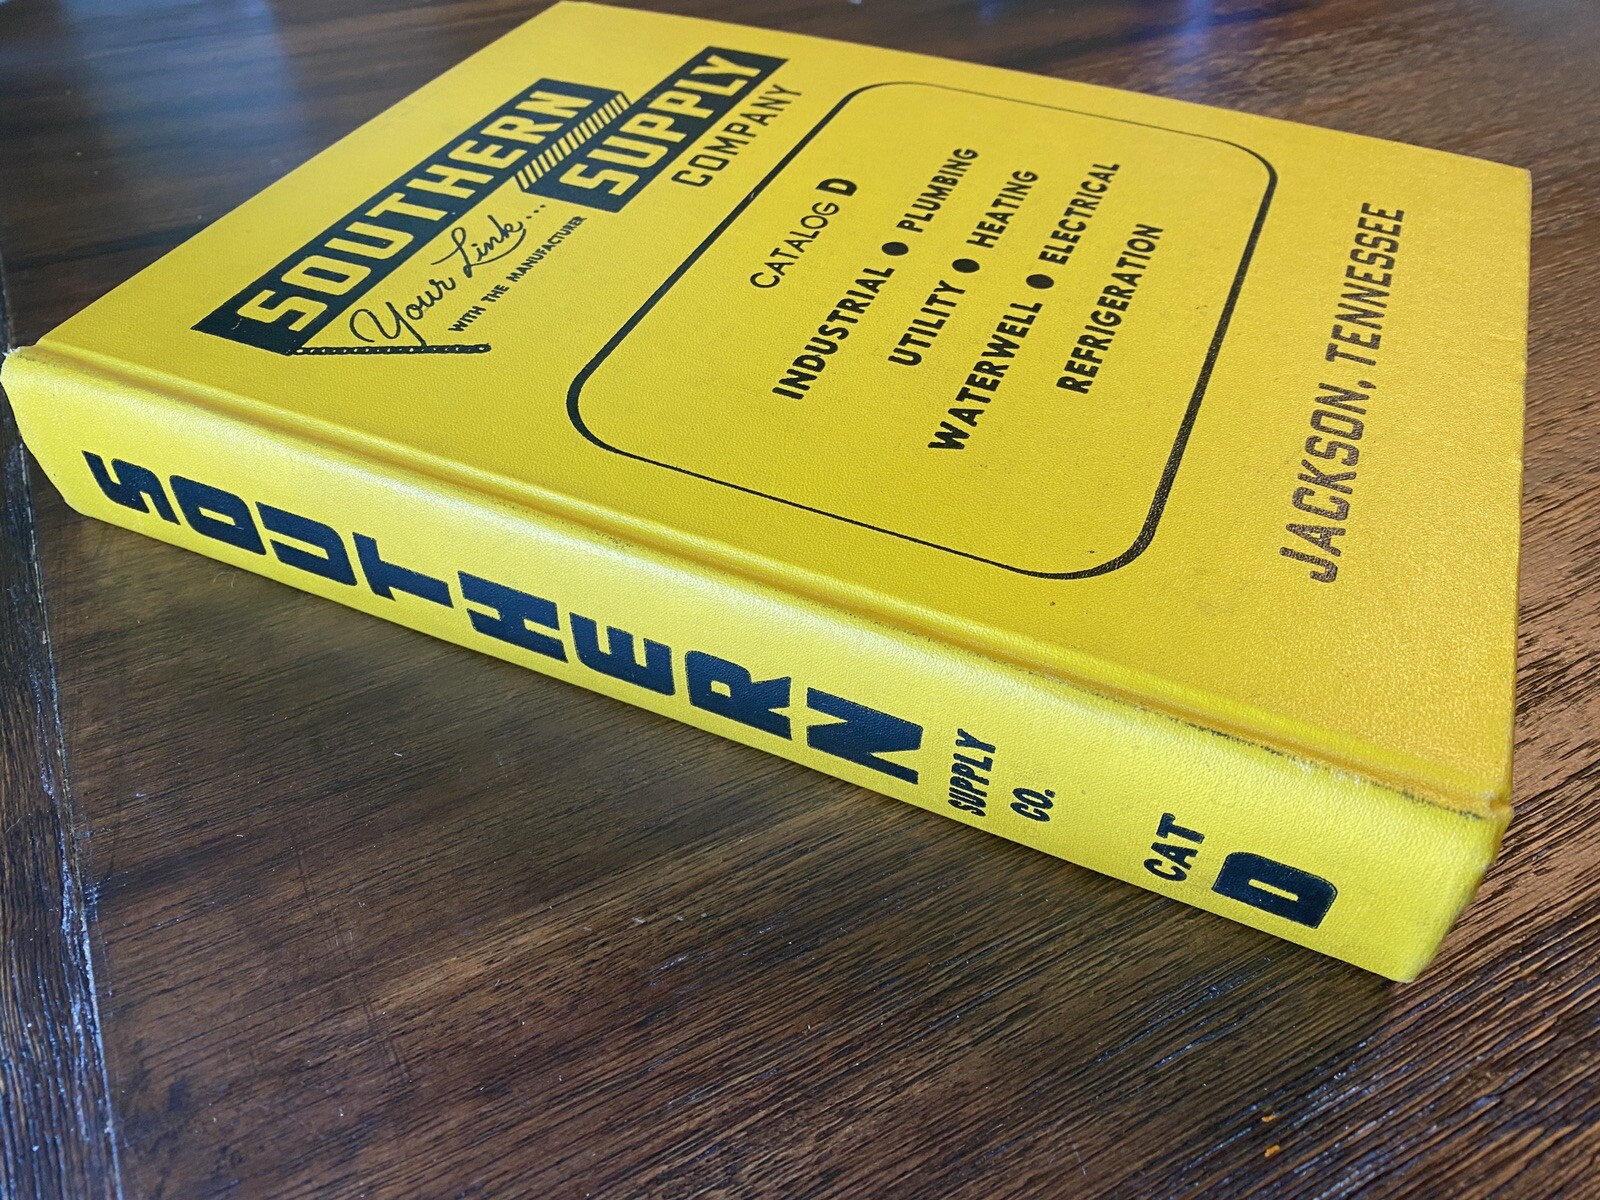 SOUTHERN
SUPPLY
COMPANY
Your Link...
WITH THE MANUFACTURER
CATALOG D
INDUSTRIAL ● PLUMBING
UTILITY ● HEATING
WATERWELL ● ELECTRICAL
REFRIGERATION
JACKSON, TENNESSEE
SOUTHERN
SUPPLY
CO.
CAT
D